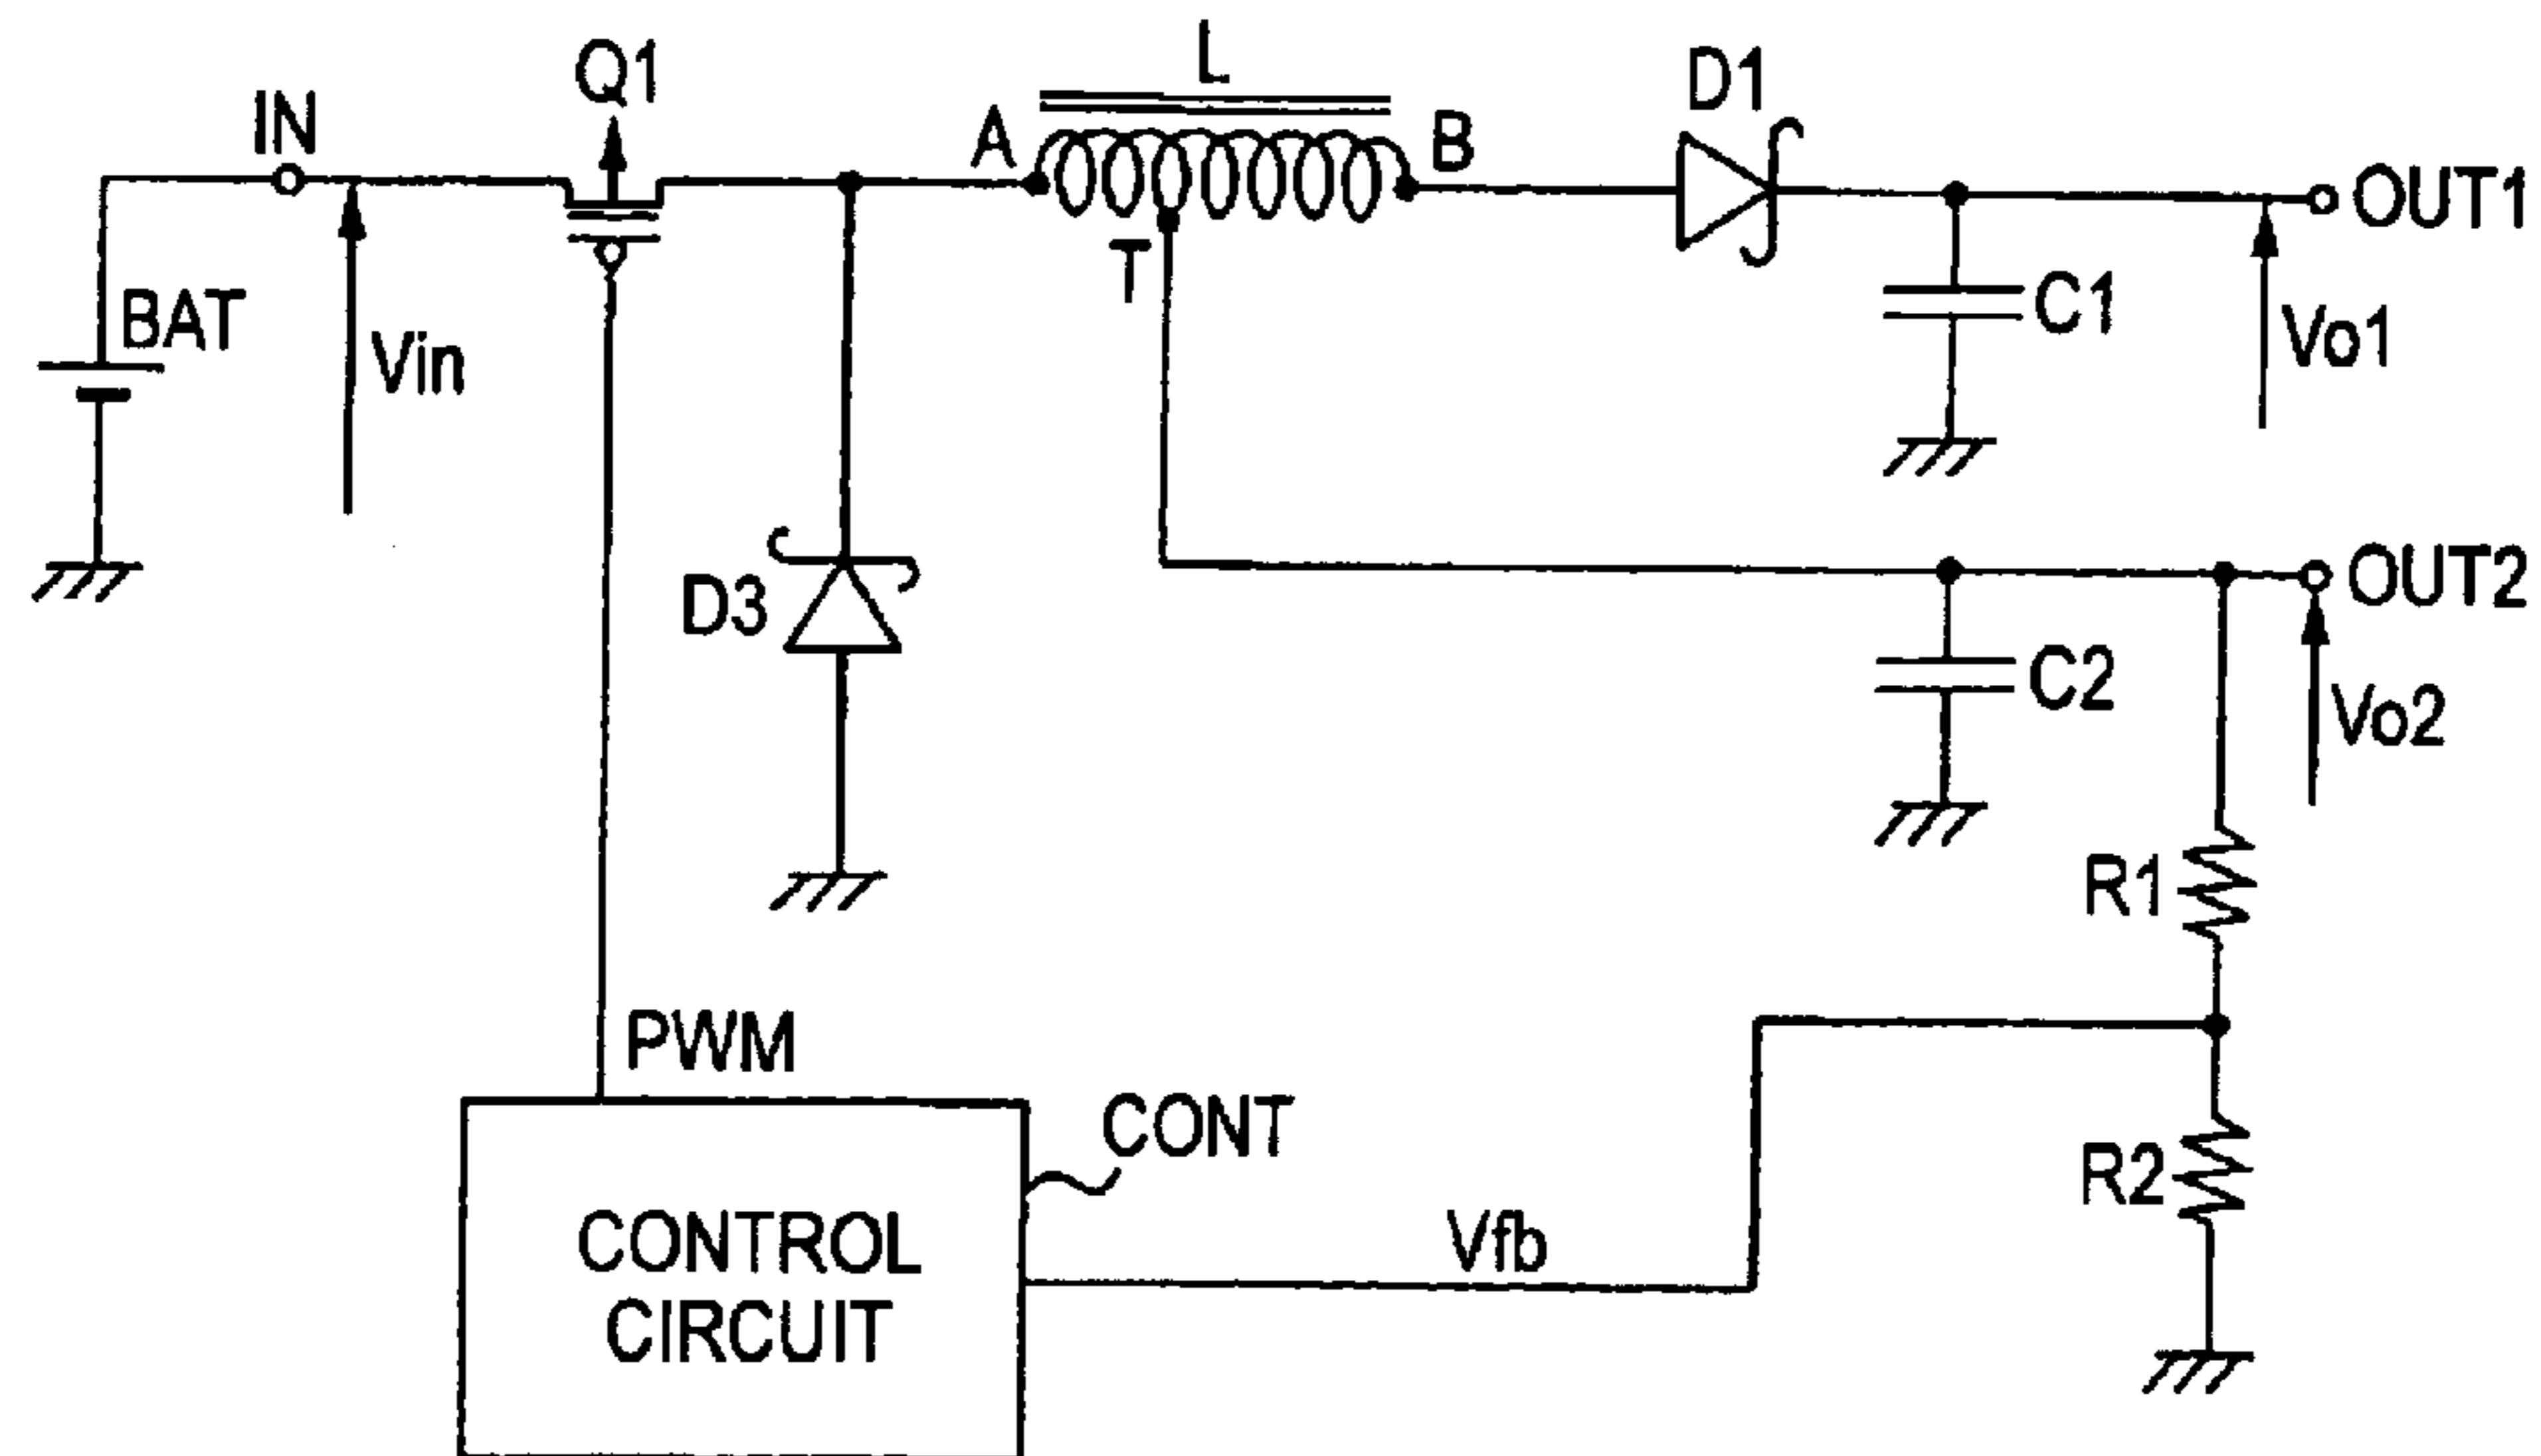 L
Q1
D1
IN
A
B
OUT1
T
BAT
C1
Vin
Vo1
OUT2
D3
C2
Vo2
R1
PWM
CONT
R2
Vfb
CONTROL
CIRCUIT